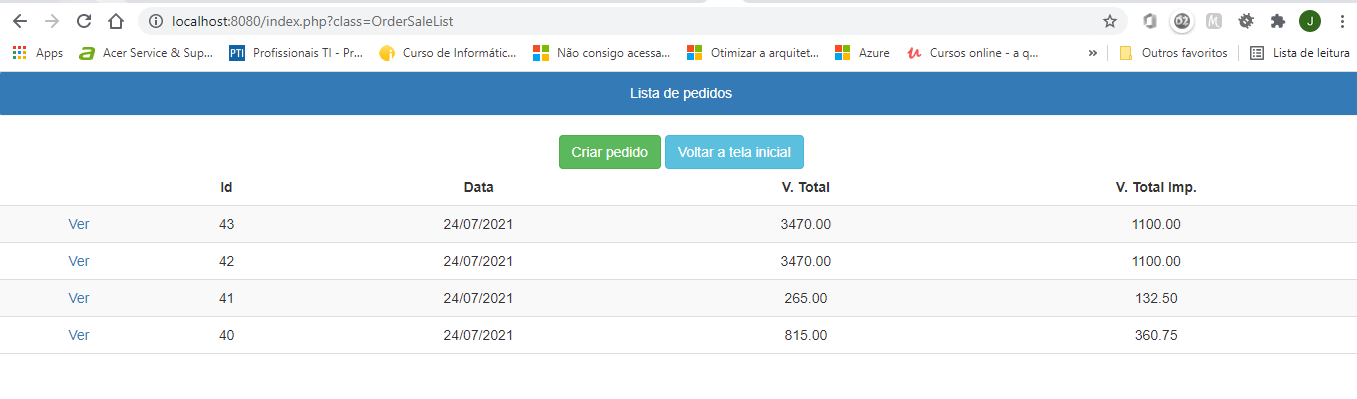 localhost:8080/index.php?class=OrderSaleList
J
Apps Acer Service & Sup... PTI Profissionais TI - Pr... Curso de Informátic... Não consigo acessa... Otimizar a arquitet... Azure Cursos online - a q... » Outros favoritos Lista de leitura
Lista de pedidos
Criar pedido Voltar a tela inicial
Id Data V. Total V. Total Imp.
Ver 43 24/07/2021 3470.00 1100.00
Ver 42 24/07/2021 3470.00 1100.00
Ver 41 24/07/2021 265.00 132.50
Ver 40 24/07/2021 815.00 360.75